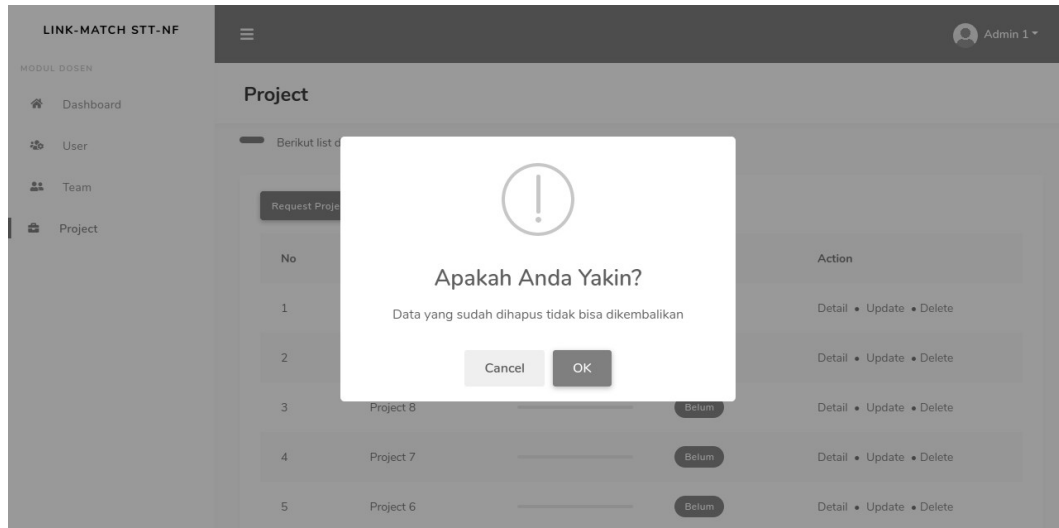 LINK-MATCH STT-NF
Admin 1
MODUL DOSEN
Dashboard
User
Team
Project
Project
Berikut list d
Request Proje
No
Action
1
Detail • Update • Delete
2
Detail • Update • Delete
3 Project 8 Belum Detail • Update • Delete
4 Project 7 Belum Detail • Update • Delete
5 Project 6 Belum Detail • Update • Delete
Apakah Anda Yakin?
Data yang sudah dihapus tidak bisa dikembalikan
Cancel OK